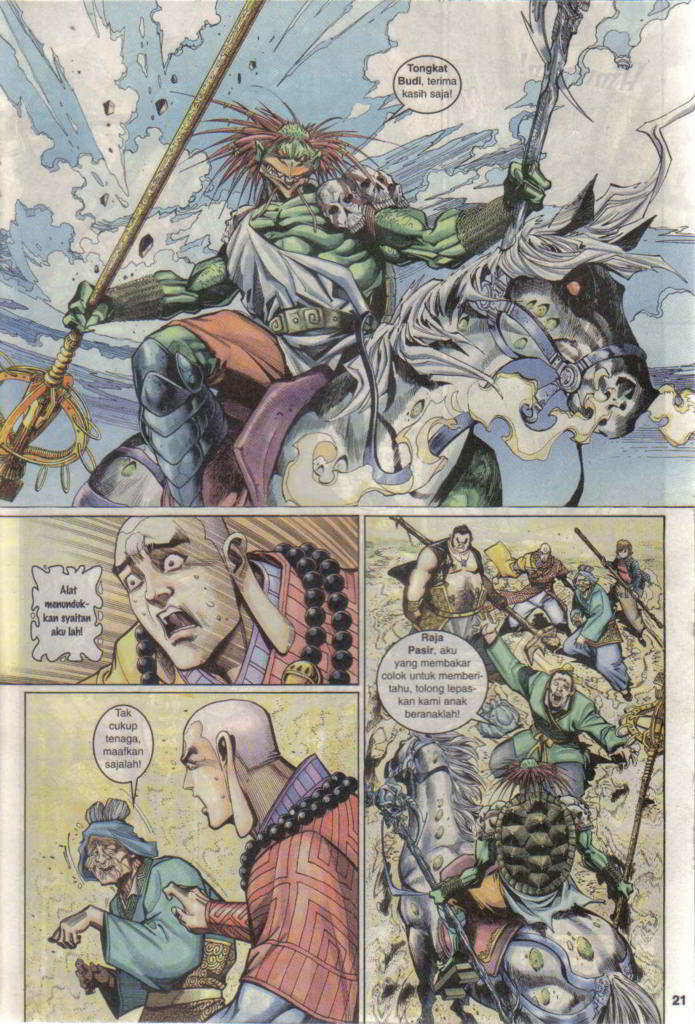 Tongkat
Budi, terima
kasih saja!
Alat
menunduk-
kan syaitan
aku lah!
Tak
cukup
tenaga,
maafkan
sajalah!
Raja
Pasir, aku
yang membakar
colok untuk memberi-
tahu, tolong lepas-
kan kami anak
beranaklah!
21